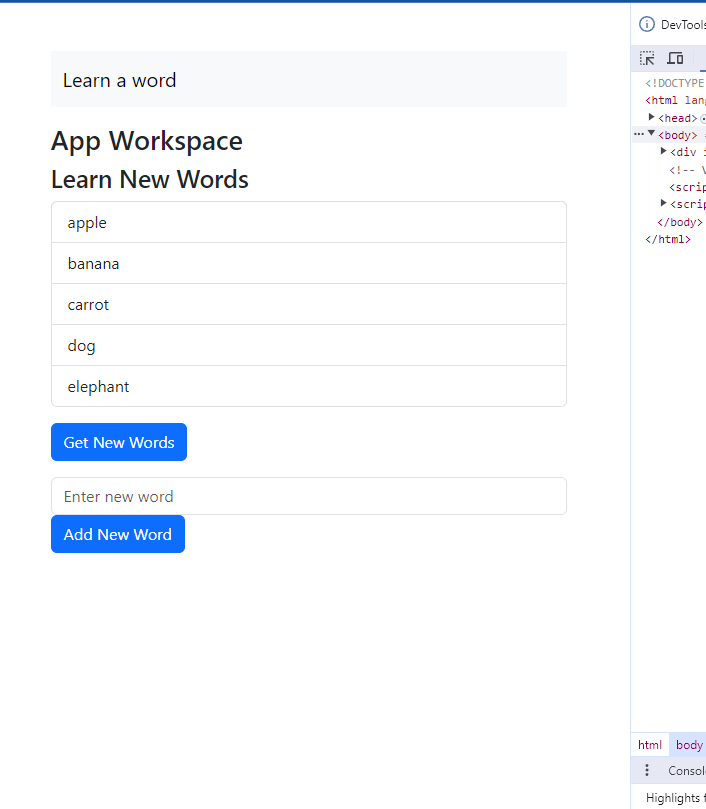 Learn a word
App Workspace
Learn New Words
apple
banana
carrot
dog
elephant
Get New Words
Enter new word
Add New Word
DevTools
<!DOCTYPE
<html lang
<head>
<body>
<div i
<!-- V
<scrip
<scrip
</body>
</html>
html body
Consol
Highlights f